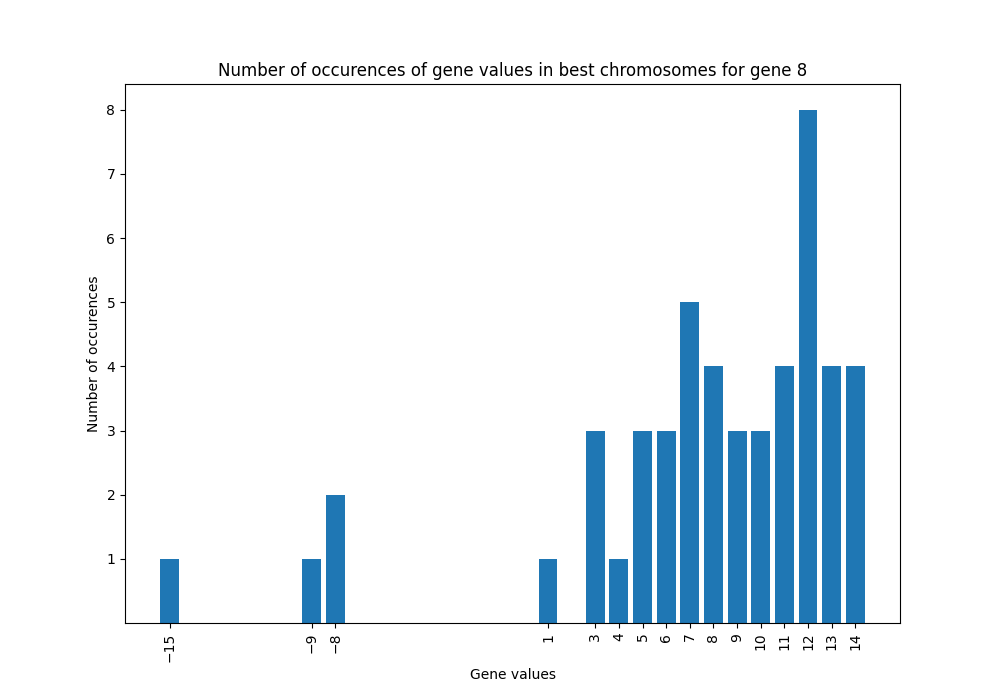 Number of occurences of gene values in best chromosomes for gene 8
Number of occurences
8
7
6
5
4
3
2
1
−15 −9 −8 1 3 4 5 6 7 8 9 10 11 12 13 14
Gene values